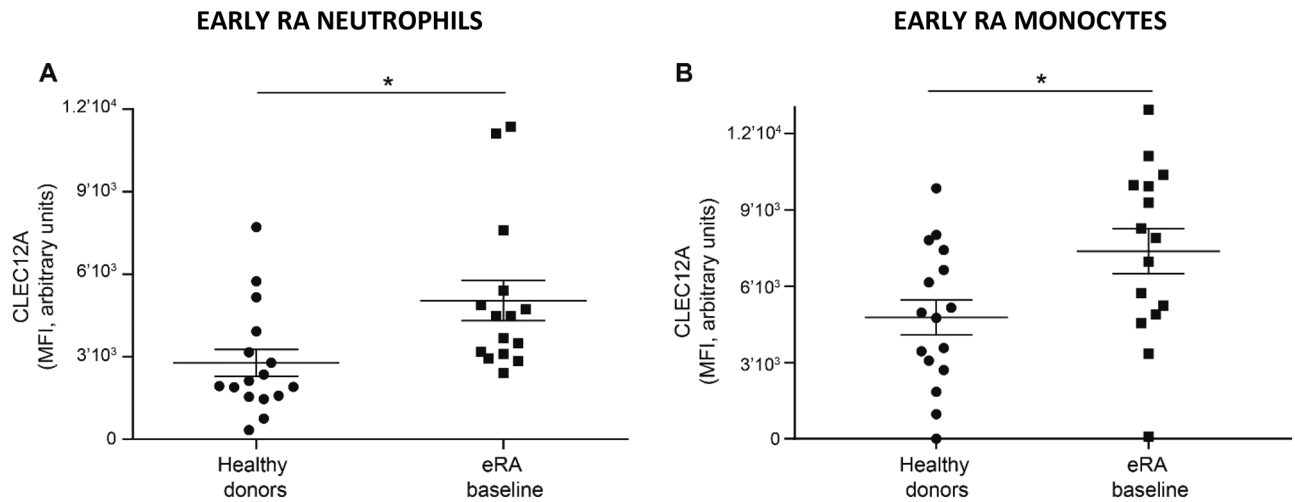 EARLY RA NEUTROPHILS
A
*
1.2'10⁴
9'10³
6'10³
3'10³
0
CLEC12A
(MFI, arbitrary units)
Healthy
donors
eRA
baseline
EARLY RA MONOCYTES
B
*
1.2'10⁴
9'10³
6'10³
3'10³
0
CLEC12A
(MFI, arbitrary units)
Healthy
donors
eRA
baseline